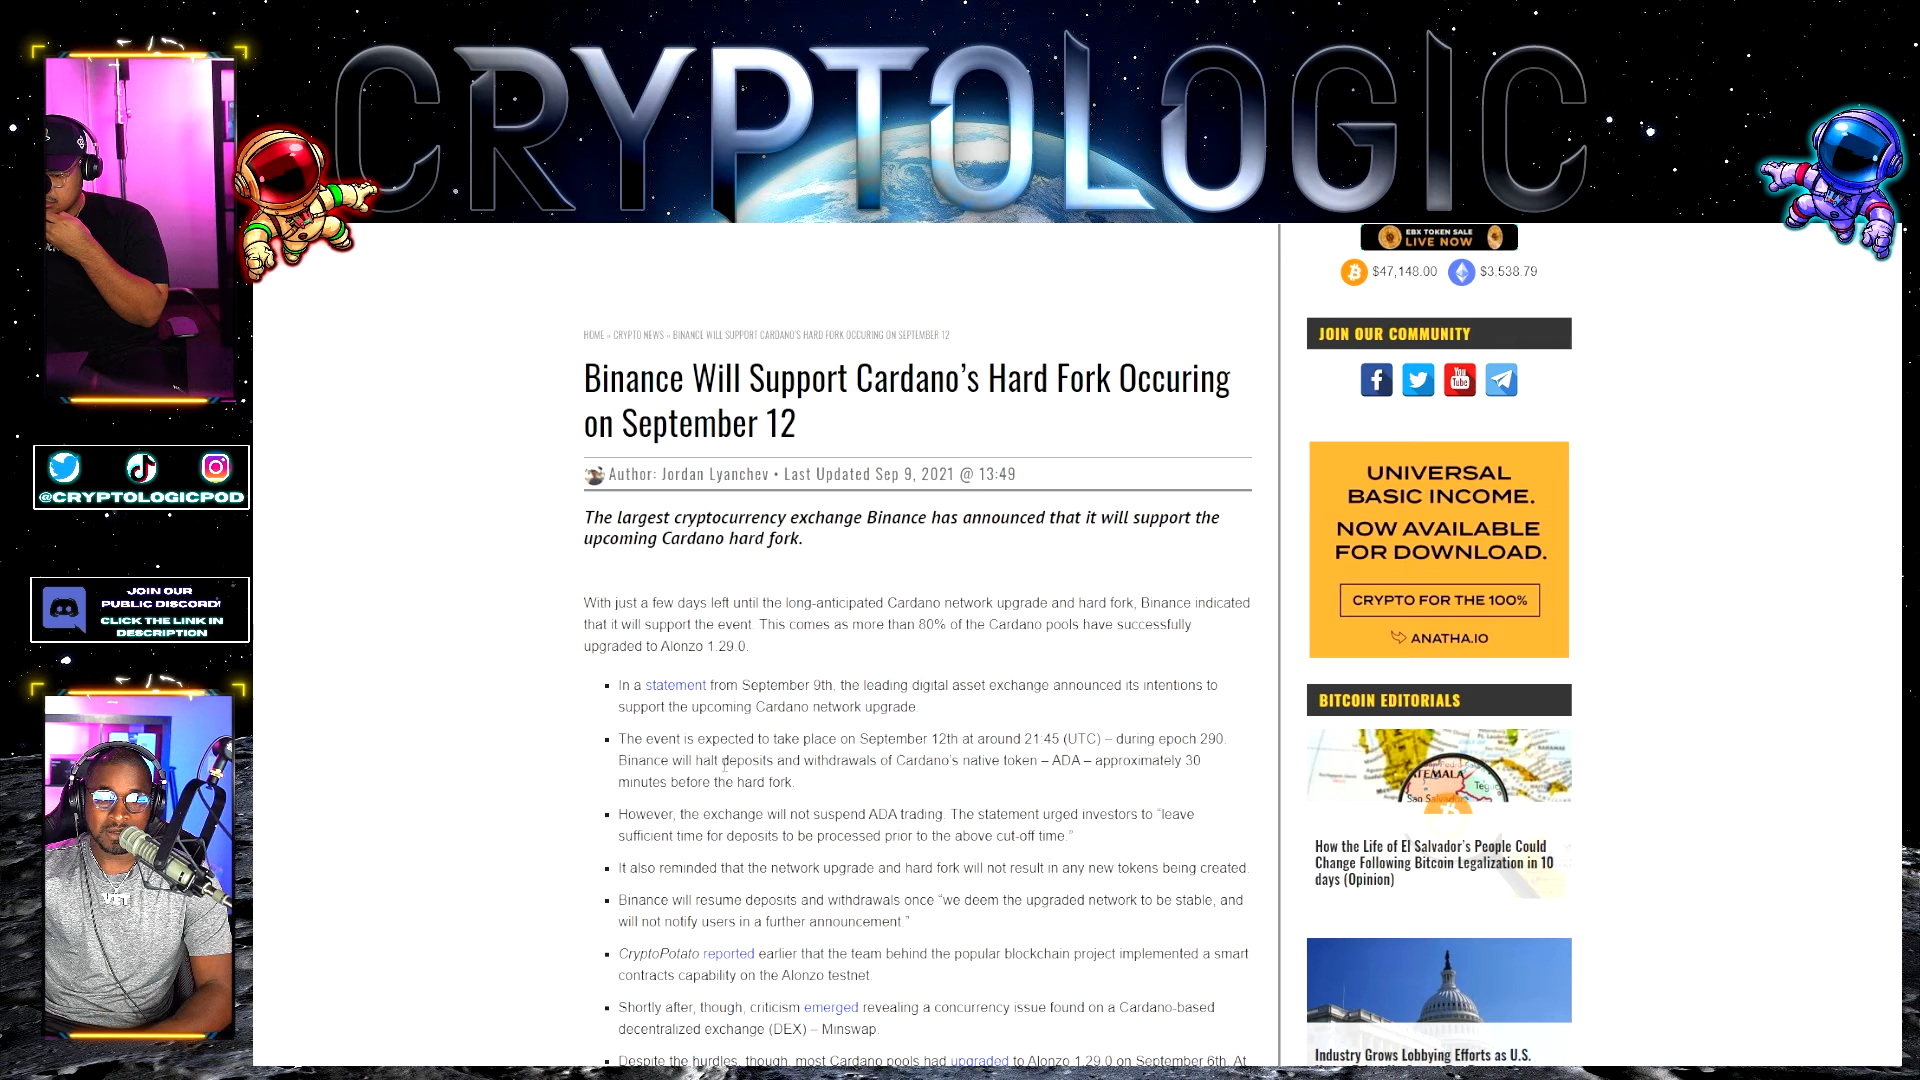 CRYPTOLOGIC
@CRYPTOLOGICPOD
JOIN OUR
PUBLIC DISCORD!
CLICK THE LINK IN
DESCRIPTION
VET
HOME » CRYPTO NEWS » BINANCE WILL SUPPORT CARDANO'S HARD FORK OCCURING ON SEPTEMBER 12
Binance Will Support Cardano’s Hard Fork Occuring
on September 12
Author: Jordan Lyanchev • Last Updated Sep 9, 2021 @ 13:49
The largest cryptocurrency exchange Binance has announced that it will support the
upcoming Cardano hard fork.
With just a few days left until the long-anticipated Cardano network upgrade and hard fork, Binance indicated
that it will support the event. This comes as more than 80% of the Cardano pools have successfully
upgraded to Alonzo 1.29.0.
In a statement from September 9th, the leading digital asset exchange announced its intentions to
support the upcoming Cardano network upgrade.
The event is expected to take place on September 12th at around 21:45 (UTC) – during epoch 290.
Binance will halt deposits and withdrawals of Cardano’s native token – ADA – approximately 30
minutes before the hard fork.
However, the exchange will not suspend ADA trading. The statement urged investors to “leave
sufficient time for deposits to be processed prior to the above cut-off time.”
It also reminded that the network upgrade and hard fork will not result in any new tokens being created.
Binance will resume deposits and withdrawals once “we deem the upgraded network to be stable, and
will not notify users in a further announcement.”
CryptoPotato reported earlier that the team behind the popular blockchain project implemented a smart
contracts capability on the Alonzo testnet.
Shortly after, though, criticism emerged revealing a concurrency issue found on a Cardano-based
decentralized exchange (DEX) – Minswap.
Despite the hurdles, though, most Cardano pools had upgraded to Alonzo 1.29.0 on September 6th. At
EBX TOKEN SALE
LIVE NOW
$47,148.00 $3,538.79
JOIN OUR COMMUNITY
You
Tube
UNIVERSAL
BASIC INCOME.
NOW AVAILABLE
FOR DOWNLOAD.
CRYPTO FOR THE 100%
ANATHA.IO
BITCOIN EDITORIALS
ATEMALA
San Salvador
How the Life of El Salvador’s People Could
Change Following Bitcoin Legalization in 10
days (Opinion)
Industry Grows Lobbying Efforts as U.S.